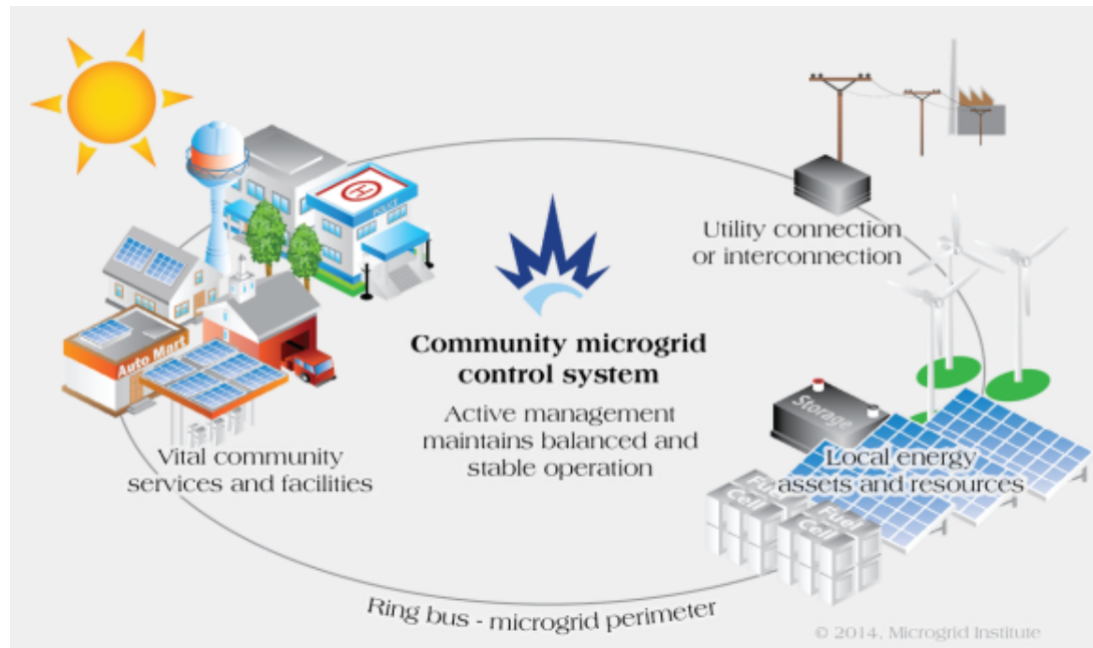 POLICE
H
Utility connection
or interconnection
Auto Mart
Community microgrid
control system
Active management
maintains balanced and
stable operation
Vital community
services and facilities
Storage
Local energy
assets and resources
Fuel
Cell
Fuel
Cell
Ring bus - microgrid perimeter
© 2014, Microgrid Institute